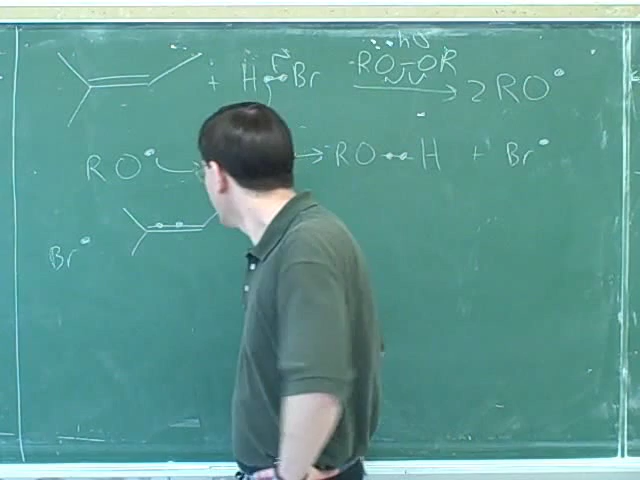 hν
+ H Br RO-OR → 2 RO•
RO• → RO H + Br•
Br•